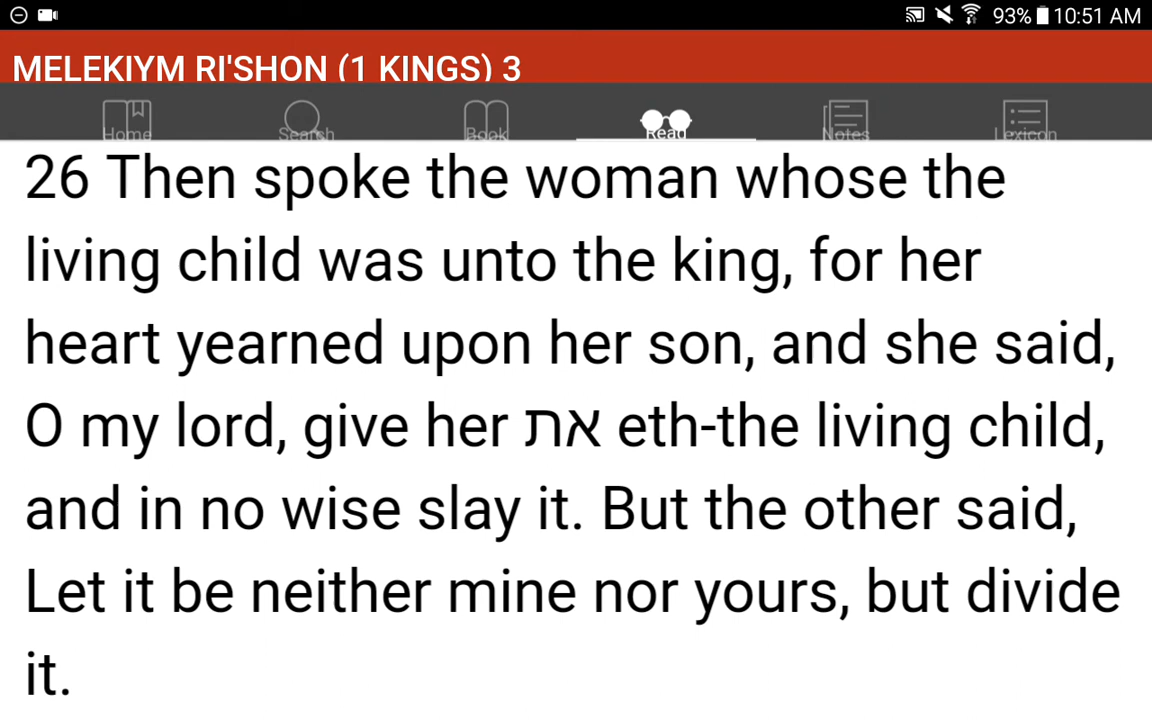 93% 10:51 AM
MELEKIYM RI'SHON (1 KINGS) 3
Home Search Book Read Notes Lexicon
26 Then spoke the woman whose the
living child was unto the king, for her
heart yearned upon her son, and she said,
O my lord, give her את eth-the living child,
and in no wise slay it. But the other said,
Let it be neither mine nor yours, but divide
it.